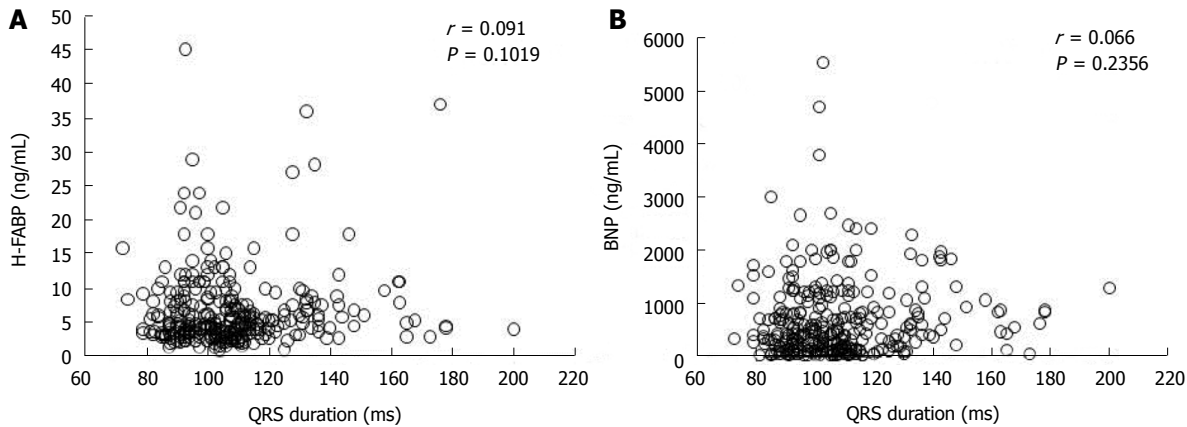 A
r = 0.091
P = 0.1019
H-FABP (ng/mL)
50
45
40
35
30
25
20
15
10
5
0
60 80 100 120 140 160 180 200 220
QRS duration (ms)
B
r = 0.066
P = 0.2356
BNP (ng/mL)
6000
5000
4000
3000
2000
1000
0
60 80 100 120 140 160 180 200 220
QRS duration (ms)